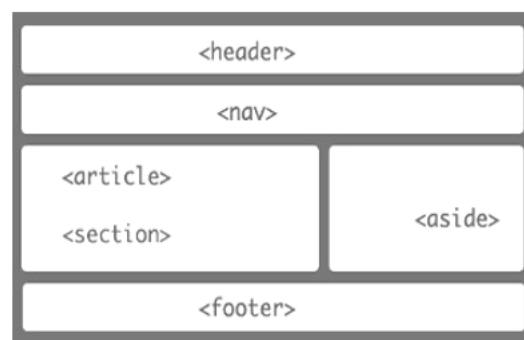 <header>
<nav>
<article>
<section>
<aside>
<footer>